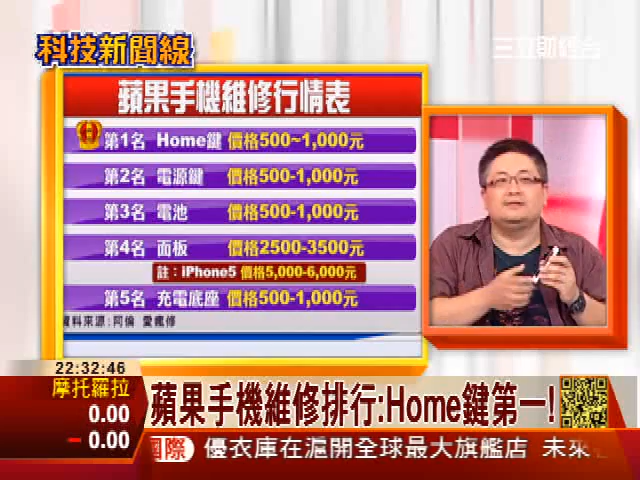 科技新聞線
三立財經台
蘋果手機維修行情表
第1名 Home鍵 價格500~1,000元
第2名 電源鍵 價格500-1,000元
第3名 電池 價格500-1,000元
第4名 面板 價格2500-3500元
註：iPhone5 價格5,000-6,000元
第5名 充電底座 價格500-1,000元
資料來源:阿倫 愛瘋修
22:32:46
摩托羅拉
0.00
－0.00
蘋果手機維修排行:Home鍵第一!
國際 優衣庫在滬開全球最大旗艦店 未來